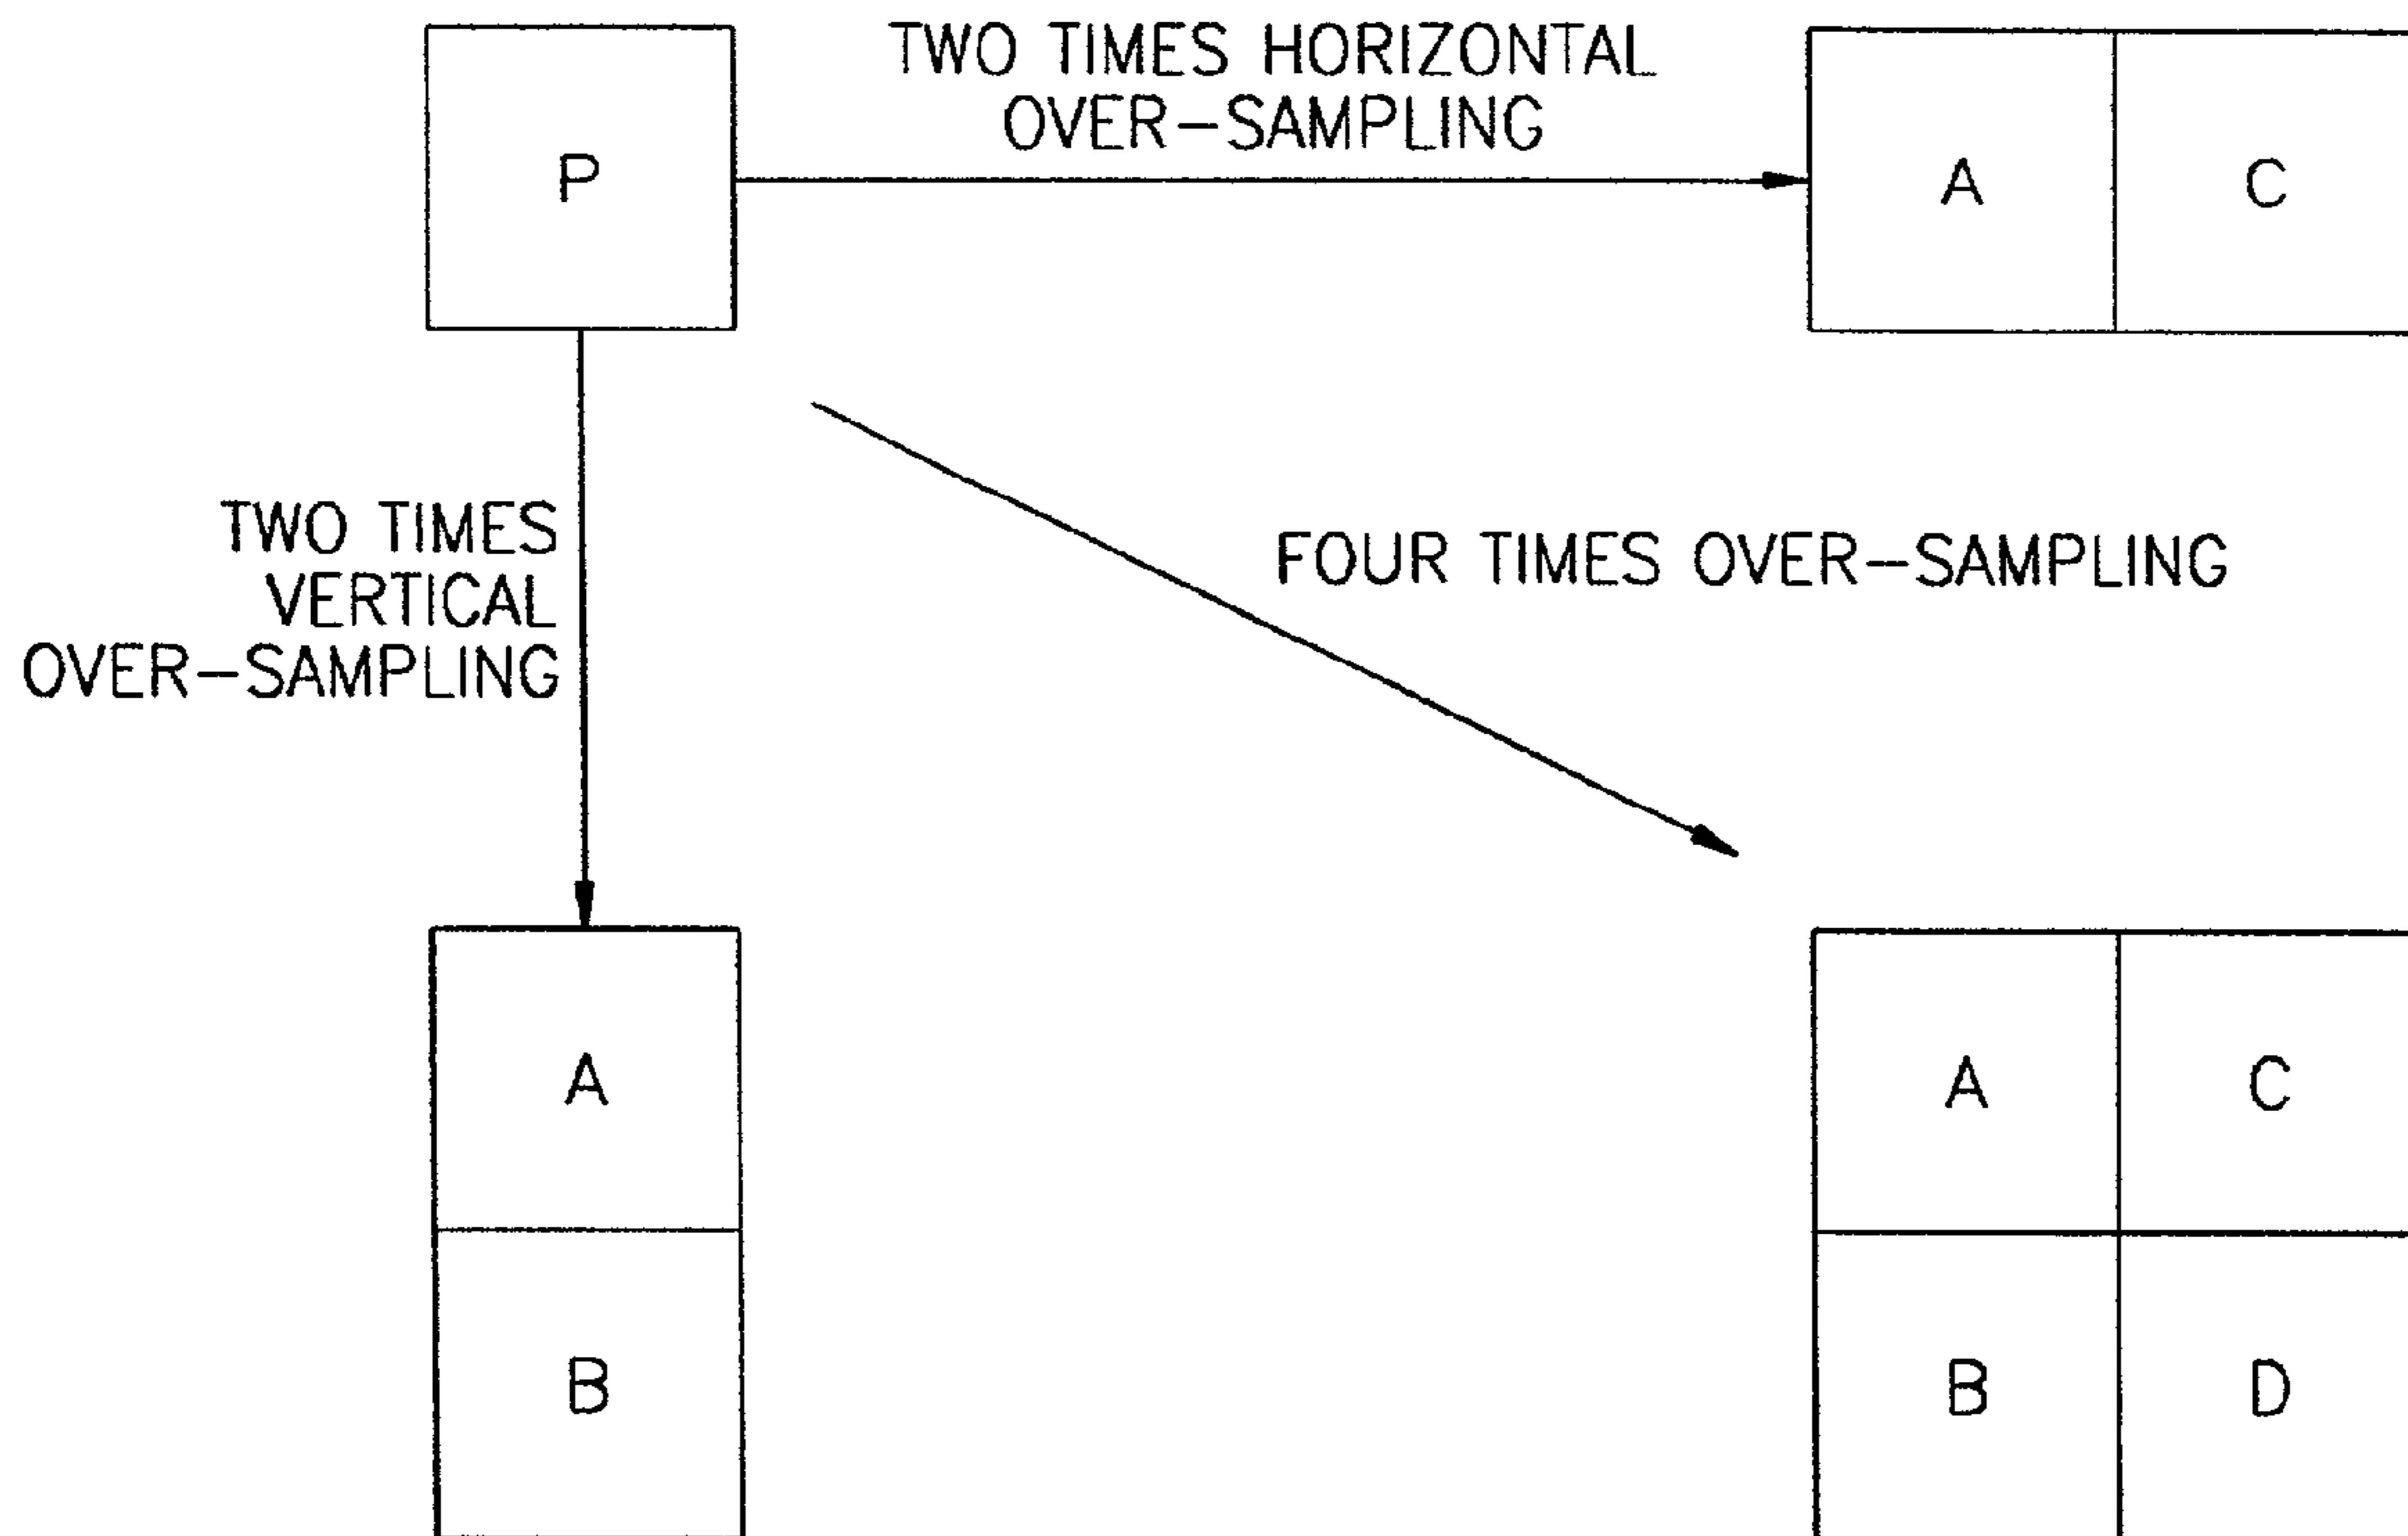 P
TWO TIMES HORIZONTAL
OVER-SAMPLING
A C
TWO TIMES
VERTICAL
OVER-SAMPLING
FOUR TIMES OVER-SAMPLING
A
B
A C
B D